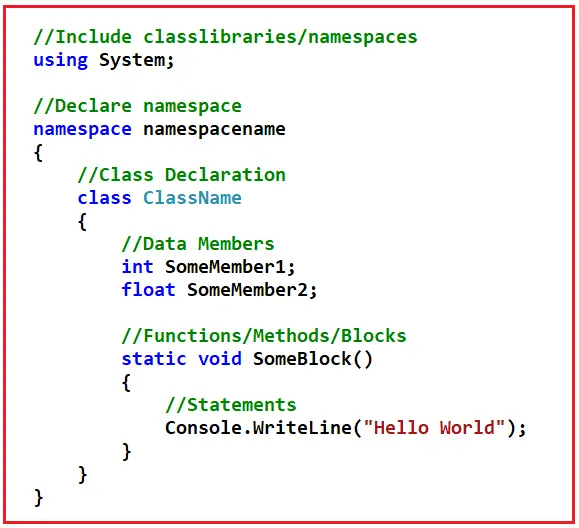 //Include classlibraries/namespaces
using System;
//Declare namespace
namespace namespacename
{
//Class Declaration
class ClassName
{
//Data Members
int SomeMember1;
float SomeMember2;
//Functions/Methods/Blocks
static void SomeBlock()
{
//Statements
Console.WriteLine("Hello World");
}
}
}